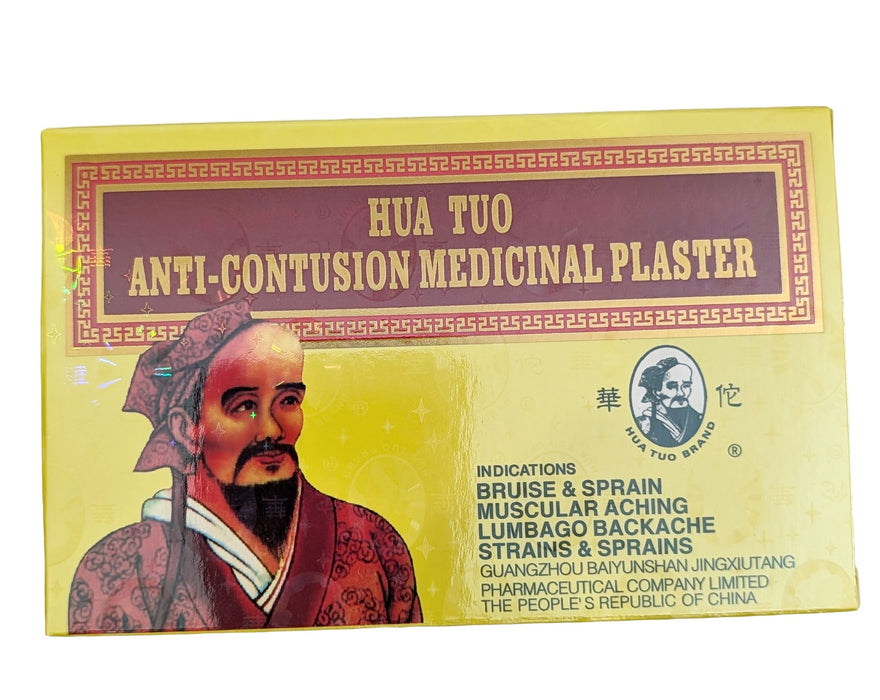 HUA TUO
ANTI-CONTUSION MEDICINAL PLASTER
華 佗
HUA TUO BRAND
®
INDICATIONS
BRUISE & SPRAIN
MUSCULAR ACHING
LUMBAGO BACKACHE
STRAINS & SPRAINS
GUANGZHOU BAIYUNSHAN JINGXIUTANG
PHARMACEUTICAL COMPANY LIMITED
THE PEOPLE'S REPUBLIC OF CHINA